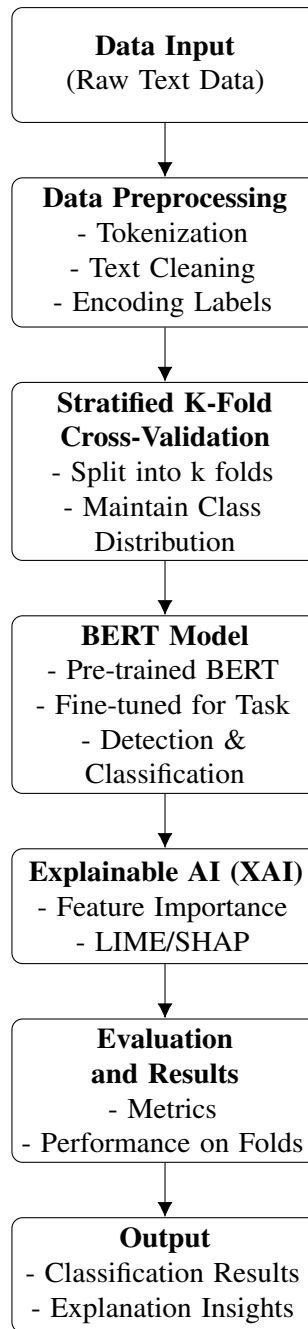 Data Input
(Raw Text Data)
Data Preprocessing
- Tokenization
- Text Cleaning
- Encoding Labels
Stratified K-Fold
Cross-Validation
- Split into k folds
- Maintain Class
Distribution
BERT Model
- Pre-trained BERT
- Fine-tuned for Task
- Detection &
Classification
Explainable AI (XAI)
- Feature Importance
- LIME/SHAP
Evaluation
and Results
- Metrics
- Performance on Folds
Output
- Classification Results
- Explanation Insights